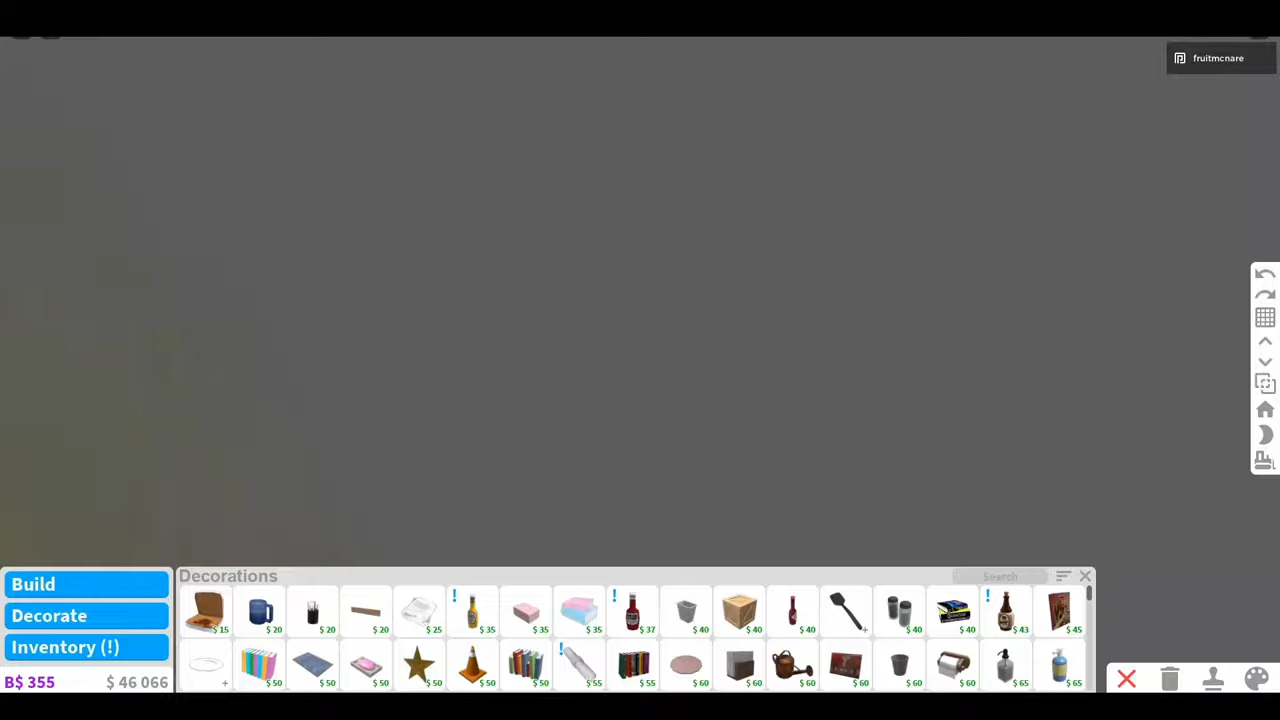 fruitmcnare
Build
Decorate
Inventory (!)
B$ 355
$ 46 066
Decorations
Search
$ 15
$ 20
$ 20
$ 20
$ 25
! $ 35
$ 35
$ 35
! $ 37
$ 40
$ 40
$ 40
+
$ 40
$ 40
! $ 43
$ 45
+
$ 50
$ 50
$ 50
$ 50
$ 50
$ 50
! $ 55
$ 55
$ 60
$ 60
$ 60
$ 60
$ 60
$ 60
$ 65
$ 65